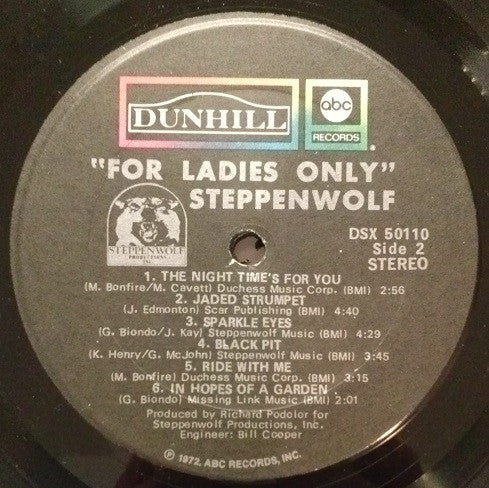 DUNHILL
abc
RECORDS
®
"FOR LADIES ONLY"
STEPPENWOLF
STEPPENWOLF
PRODUCTIONS
INC.
DSX 50110
Side 2
STEREO
1. THE NIGHT TIME'S FOR YOU
(M. Bonfire/M. Cavett) Duchess Music Corp. (BMI) 2:56
2. JADED STRUMPET
(J. Edmonton) Scar Publishing (BMI) 4:40
3. SPARKLE EYES
(G. Biondo/J. Kay) Steppenwolf Music (BMI) 4:29
4. BLACK PIT
(K. Henry/G. McJohn) Steppenwolf Music (BMI) 3:45
5. RIDE WITH ME
(M. Bonfire) Duchess Music Corp. (BMI) 3:15
6. IN HOPES OF A GARDEN
(G. Biondo) Missing Link Music (BMI) 2:01
Produced by Richard Podolor for
Steppenwolf Productions, Inc.
Engineer: Bill Cooper
℗ 1972, ABC RECORDS, INC.